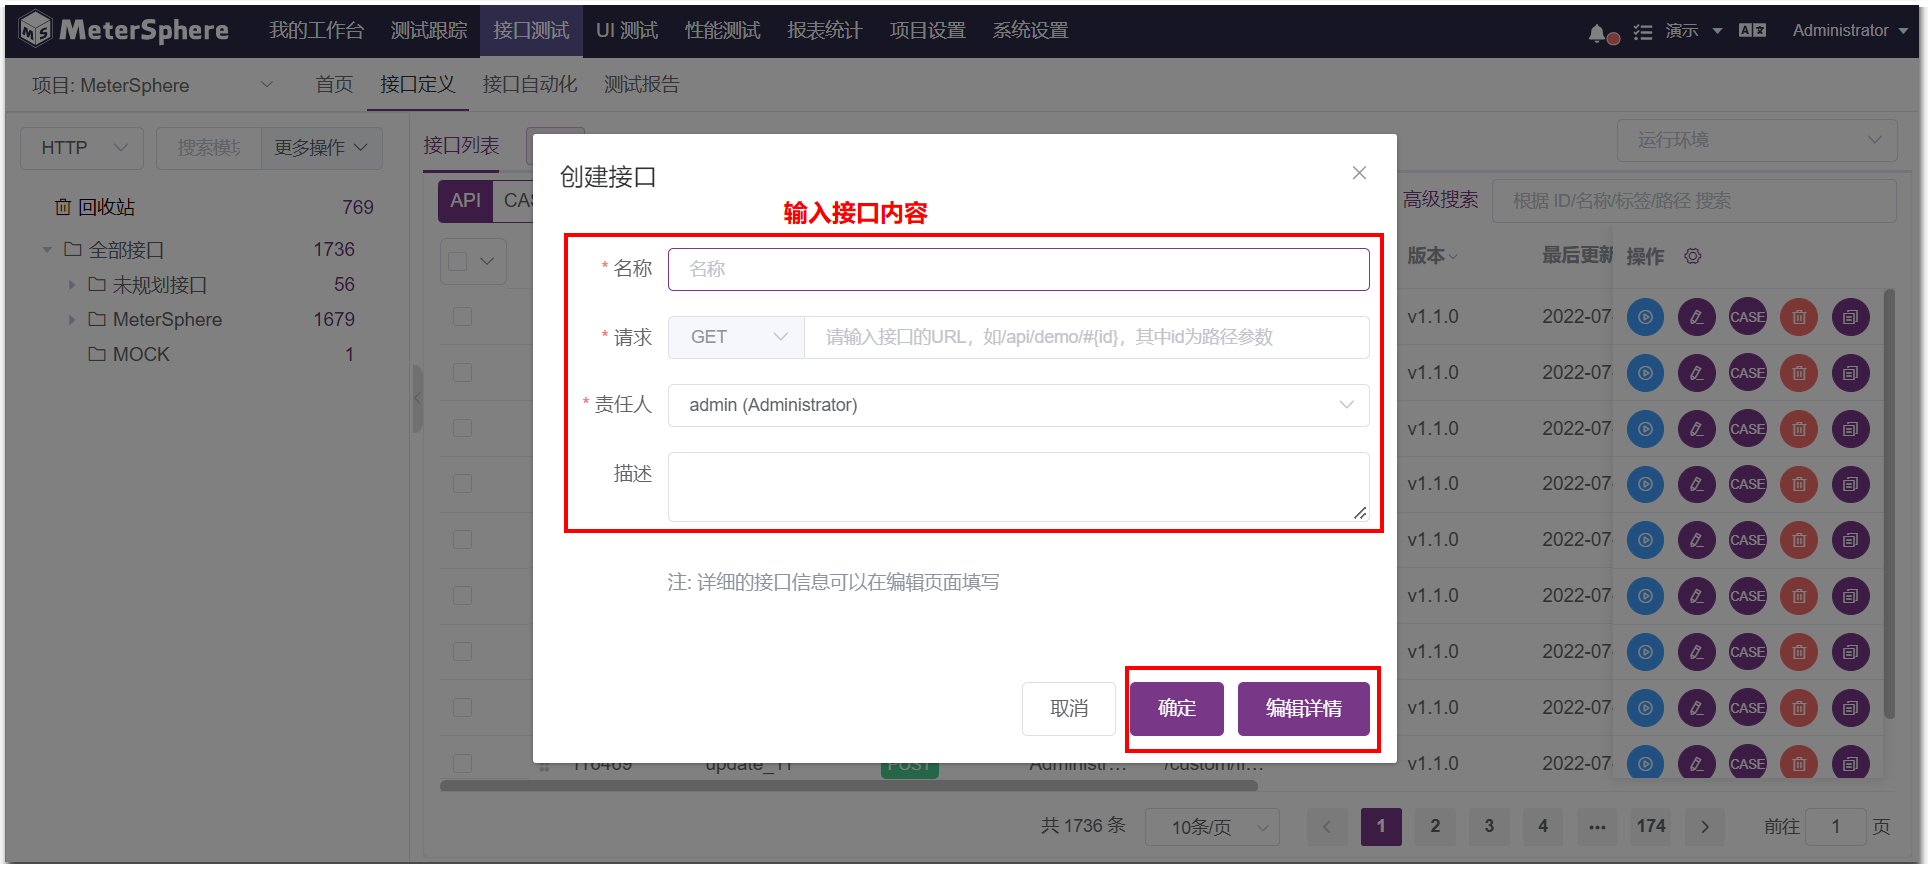 MeterSphere 我的工作台 测试跟踪 接口测试 UI 测试 性能测试 报表统计 项目设置 系统设置 演示 Administrator
项目: MeterSphere 首页 接口定义 接口自动化 测试报告
HTTP 搜索模块 更多操作 接口列表 运行环境
回收站 769 API 高级搜索 根据 ID/名称/标签/路径 搜索
全部接口 1736 版本 最后更新 操作
未规划接口 56
MeterSphere 1679
MOCK 1
创建接口
输入接口内容
* 名称 名称
* 请求 GET 请输入接口的URL，如/api/demo/#{id}，其中id为路径参数
* 责任人 admin (Administrator)
描述
注: 详细的接口信息可以在编辑页面填写
取消 确定 编辑详情
v1.1.0 2022-07 CASE
v1.1.0 2022-07 CASE
v1.1.0 2022-07 CASE
v1.1.0 2022-07 CASE
v1.1.0 2022-07 CASE
v1.1.0 2022-07 CASE
v1.1.0 2022-07 CASE
v1.1.0 2022-07 CASE
update_11 POST Administr... v1.1.0 2022-07 CASE
共 1736 条 10条/页 1 2 3 4 ... 174 前往 1 页